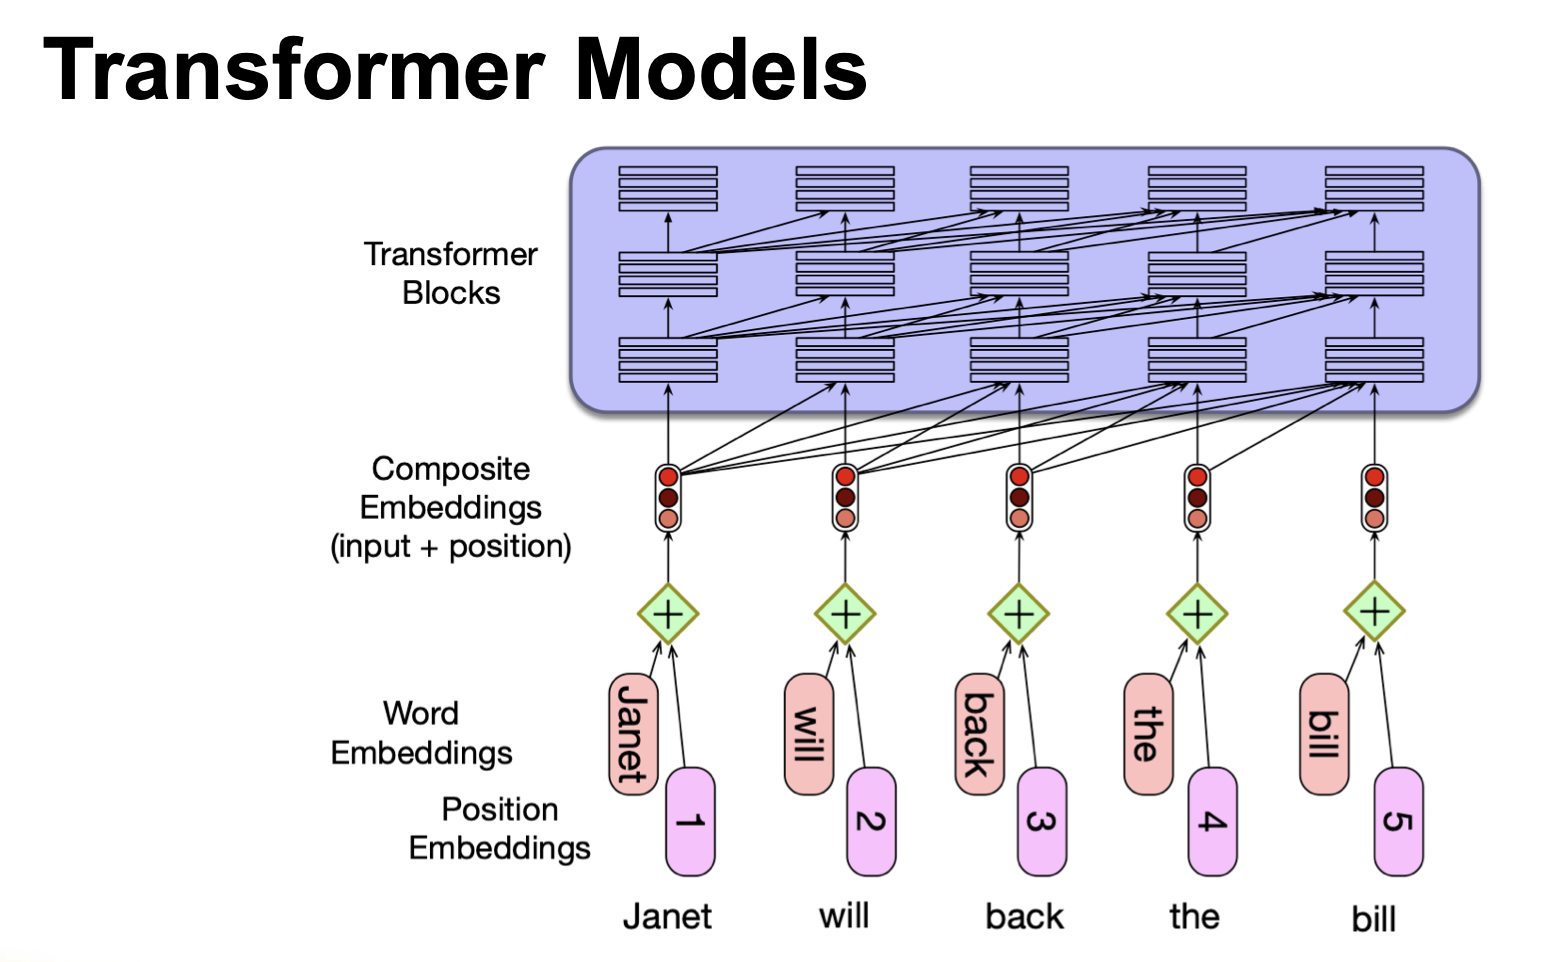 Transformer Models
Transformer
Blocks
Composite
Embeddings
(input + position)
+ + + + +
Word
Embeddings
Janet will back the bill
Position
Embeddings
1 2 3 4 5
Janet will back the bill